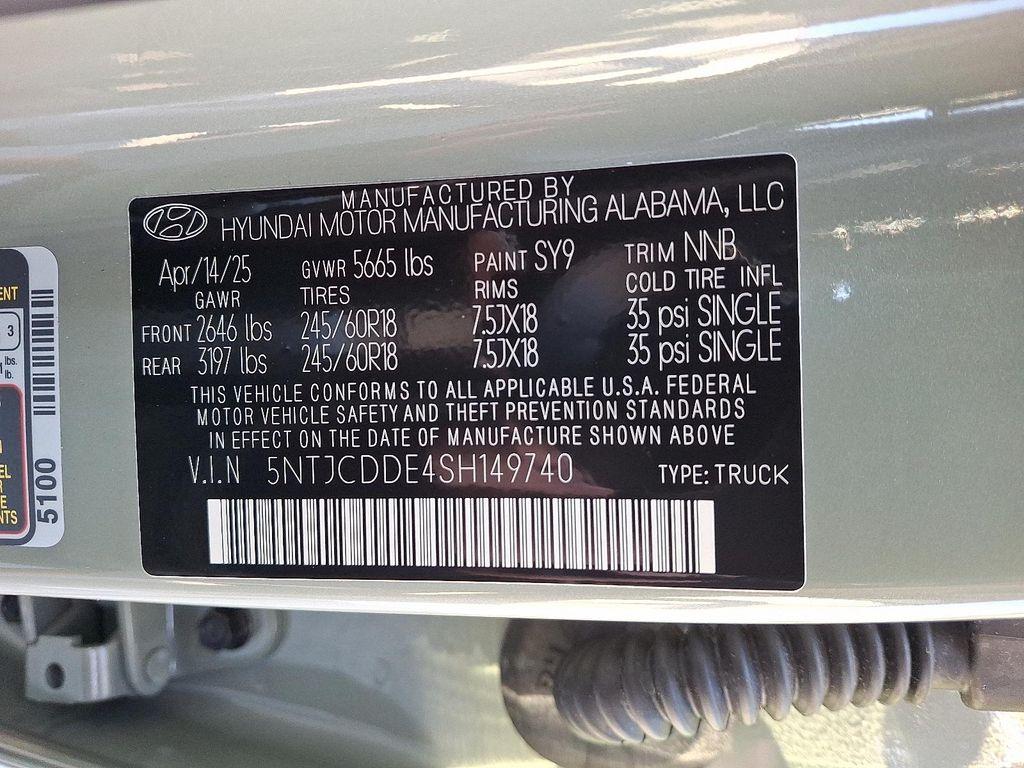 MANUFACTURED BY
HYUNDAI MOTOR MANUFACTURING ALABAMA, LLC
Apr/14/25 GVWR 5665 lbs PAINT SY9 TRIM NNB
GAWR TIRES RIMS COLD TIRE INFL
FRONT 2646 lbs 245/60R18 7.5JX18 35 psi SINGLE
REAR 3197 lbs 245/60R18 7.5JX18 35 psi SINGLE
THIS VEHICLE CONFORMS TO ALL APPLICABLE U.S.A. FEDERAL
MOTOR VEHICLE SAFETY AND THEFT PREVENTION STANDARDS
IN EFFECT ON THE DATE OF MANUFACTURE SHOWN ABOVE
V.I.N 5NTJCDDE4SH149740 TYPE: TRUCK
3
lbs.
lb.
5100